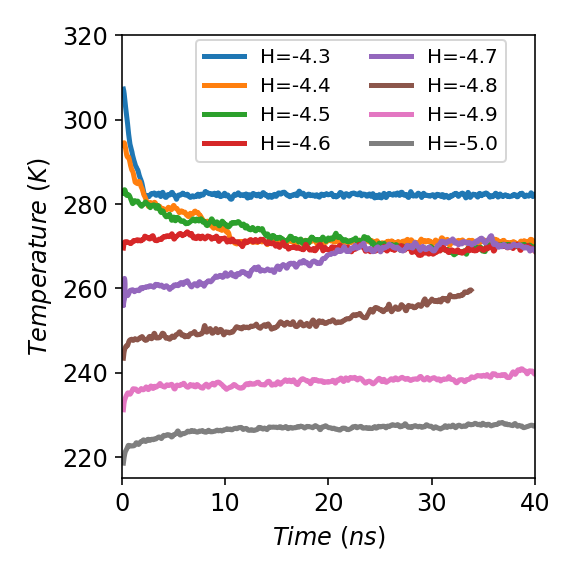 320
300
280
260
240
220
Temperature (K)
H=-4.3
H=-4.4
H=-4.5
H=-4.6
H=-4.7
H=-4.8
H=-4.9
H=-5.0
0 10 20 30 40
Time (ns)